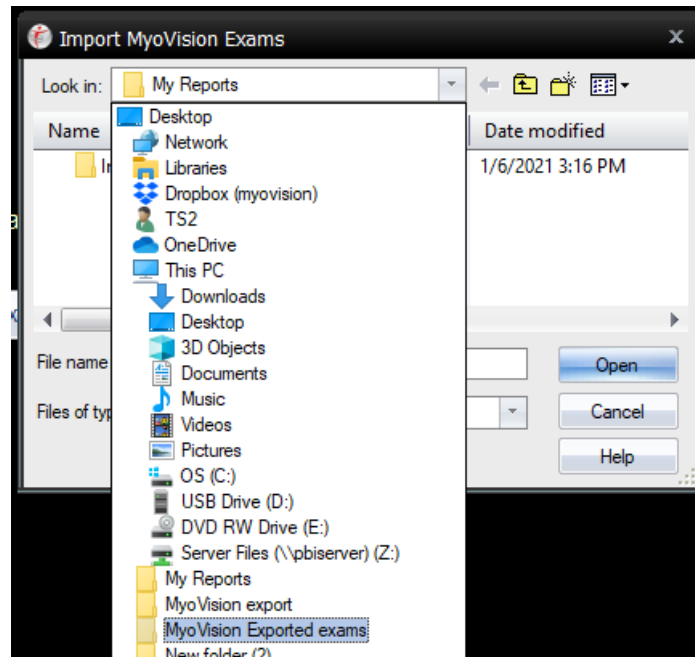 Import MyoVision Exams x
Look in: My Reports
Name Date modified
1/6/2021 3:16 PM
Desktop
Network
Libraries
Dropbox (myovision)
TS2
OneDrive
This PC
Downloads
Desktop
3D Objects
Documents
Music
Videos
Pictures
OS (C:)
USB Drive (D:)
DVD RW Drive (E:)
Server Files (\\pbiserver) (Z:)
My Reports
MyoVision export
MyoVision Exported exams
New folder (2)
File name
Files of typ
Open
Cancel
Help